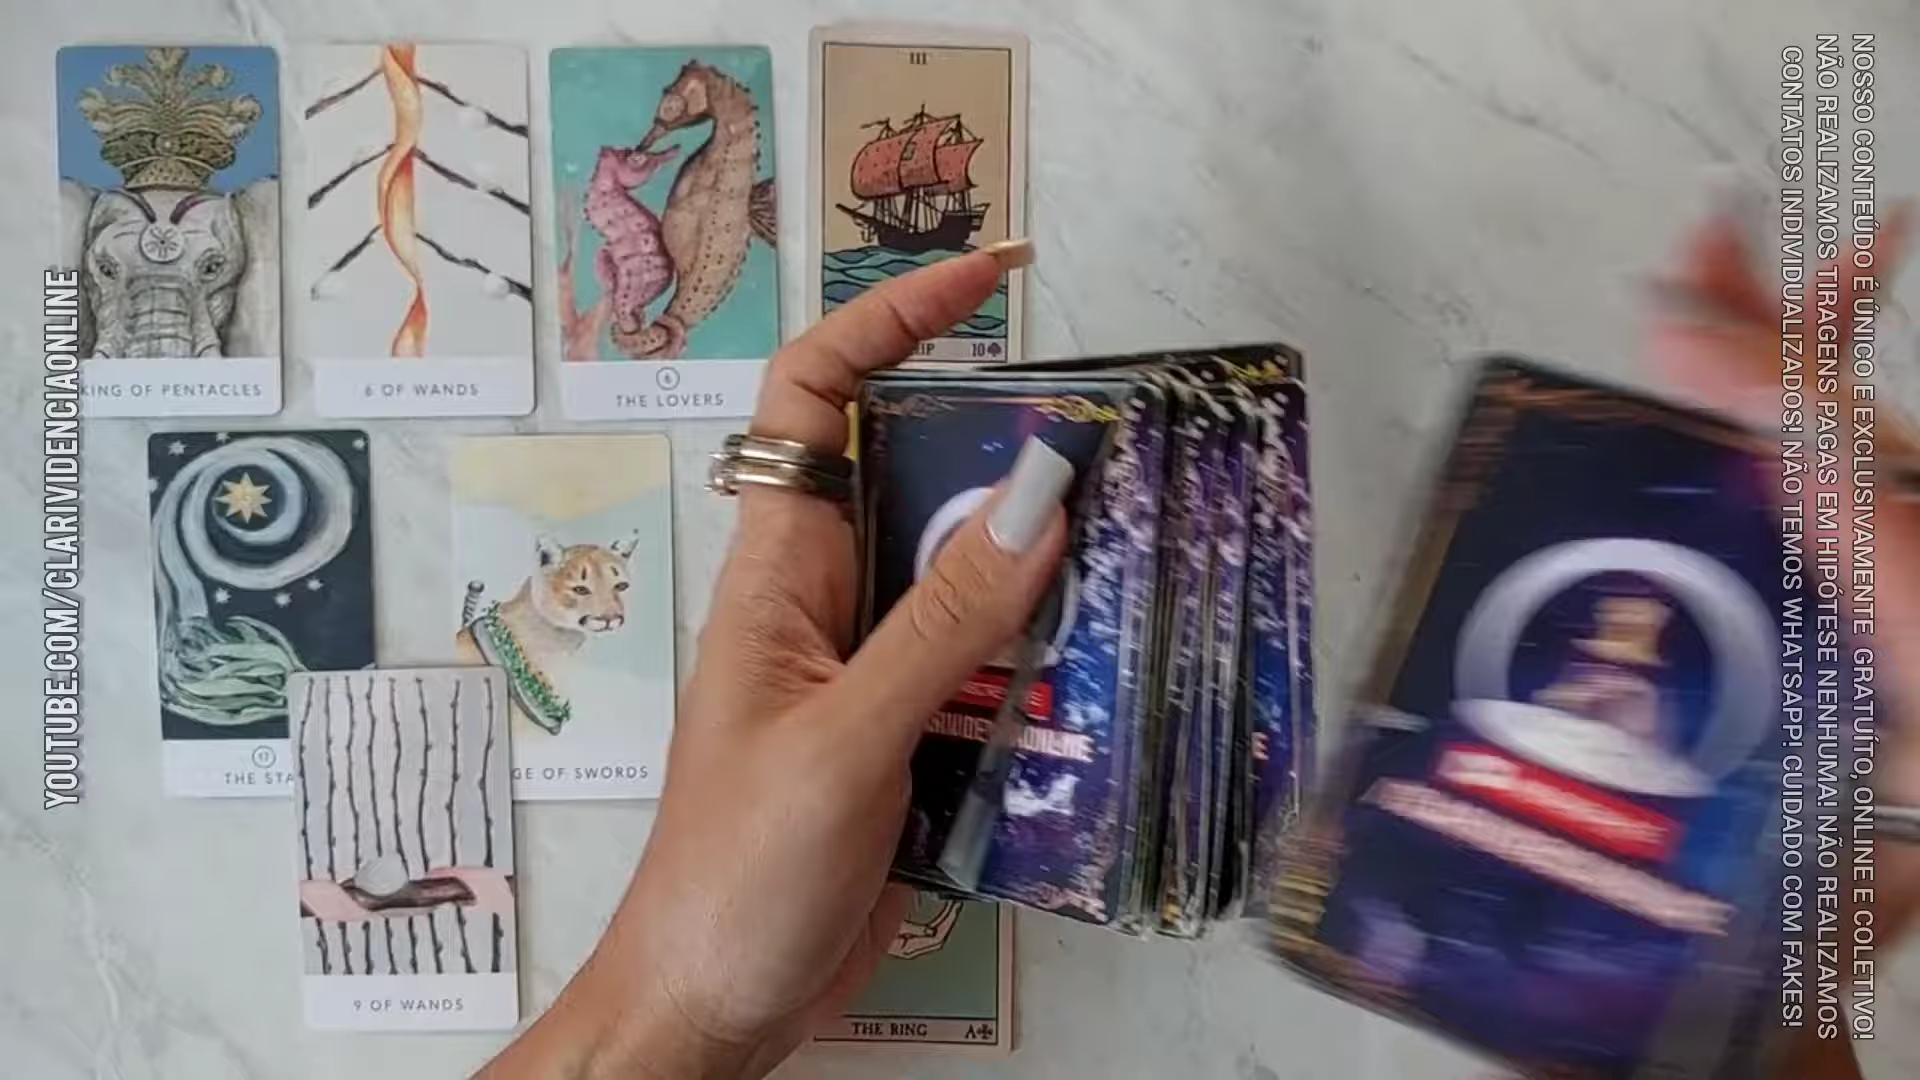 YOUTUBE.COM/CLARIVIDENCIAONLINE
KING OF PENTACLES
6 OF WANDS
6
THE LOVERS
III
10♠
17
THE STA
GE OF SWORDS
9 OF WANDS
THE RING A♣
NOSSO CONTEÚDO É ÚNICO E EXCLUSIVAMENTE GRATUÍTO, ONLINE E COLETIVO!
NÃO REALIZAMOS TIRAGENS PAGAS EM HIPÓTESE NENHUMA! NÃO REALIZAMOS
CONTATOS INDIVIDUALIZADOS! NÃO TEMOS WHATSAPP! CUIDADO COM FAKES!